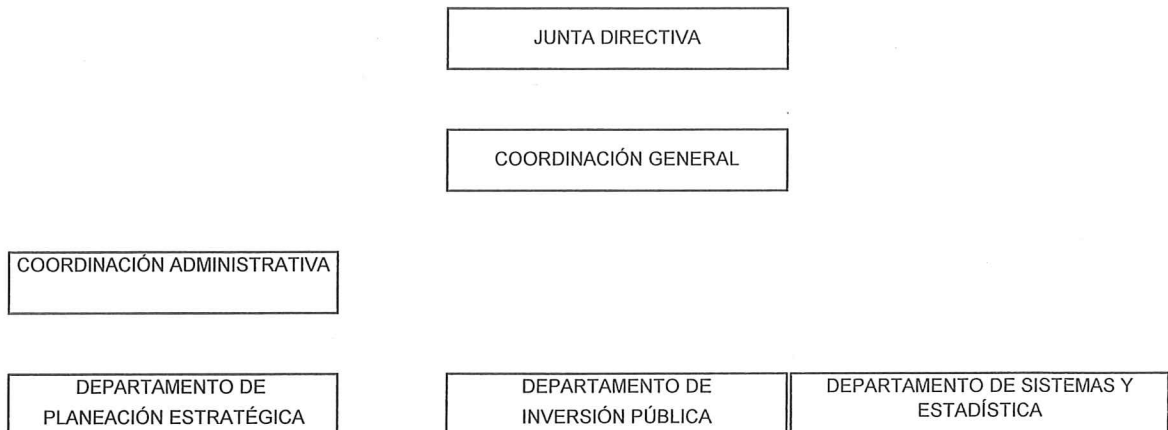 JUNTA DIRECTIVA
COORDINACIÓN GENERAL
COORDINACIÓN ADMINISTRATIVA
DEPARTAMENTO DE
PLANEACIÓN ESTRATÉGICA
DEPARTAMENTO DE
INVERSIÓN PÚBLICA
DEPARTAMENTO DE SISTEMAS Y
ESTADÍSTICA